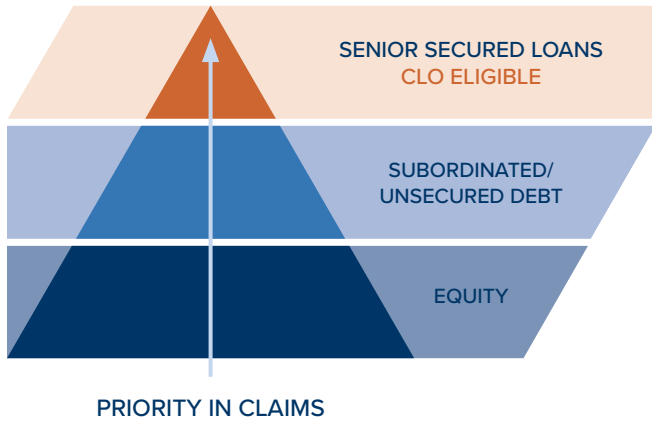 SENIOR SECURED LOANS
CLO ELIGIBLE
SUBORDINATED/
UNSECURED DEBT
EQUITY
PRIORITY IN CLAIMS